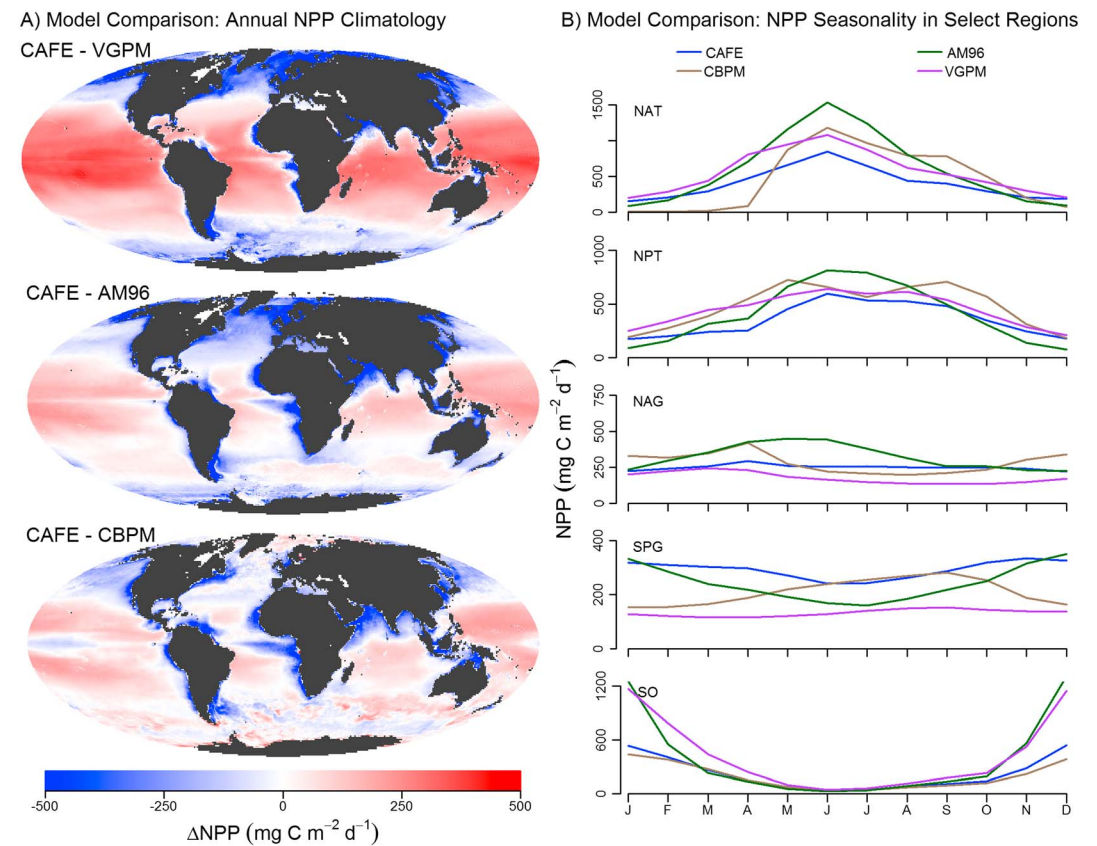 A) Model Comparison: Annual NPP Climatology
CAFE - VGPM
CAFE - AM96
CAFE - CBPM
-500 -250 0 250 500
ΔNPP (mg C m⁻² d⁻¹)
B) Model Comparison: NPP Seasonality in Select Regions
CAFE AM96
CBPM VGPM
NPP (mg C m⁻² d⁻¹)
NAT
1500
500
0
NPT
1000
500
0
NAG
750
500
250
0
SPG
400
200
0
SO
1200
600
0
J F M A M J J A S O N D